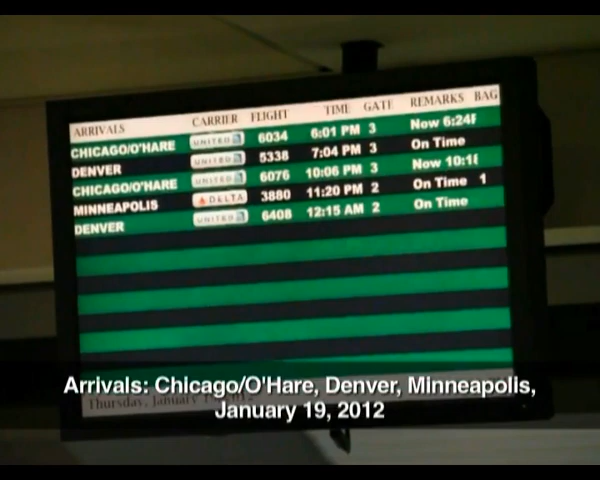 ARRIVALS CARRIER FLIGHT TIME GATE REMARKS BAG
CHICAGO/O'HARE UNITED 6034 6:01 PM 3 Now 6:24
DENVER UNITED 5338 7:04 PM 3 On Time
CHICAGO/O'HARE UNITED 6076 10:06 PM 3 Now 10:1
MINNEAPOLIS DELTA 3880 11:20 PM 2 On Time 1
DENVER UNITED 6408 12:15 AM 2 On Time
Thursday, January
Arrivals: Chicago/O'Hare, Denver, Minneapolis,
January 19, 2012